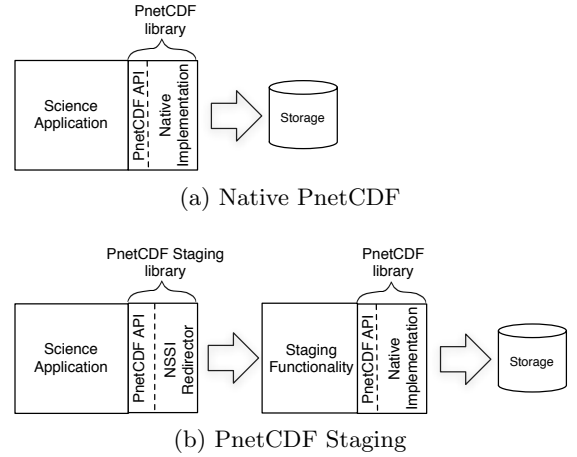 PnetCDF
library
Science
Application
PnetCDF API
Native
Implementation
Storage
(a) Native PnetCDF
PnetCDF Staging
library
PnetCDF
library
Science
Application
PnetCDF API
NSSI
Redirector
Staging
Functionality
PnetCDF API
Native
Implementation
Storage
(b) PnetCDF Staging